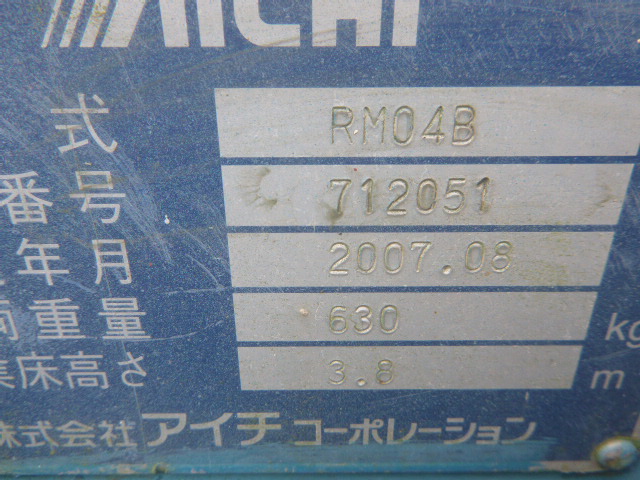 AICHI
式 RM04B
番号 712051
年月 2007.08
重量 630 kg
床高さ 3.8 m
株式会社 アイチ コーポレーション